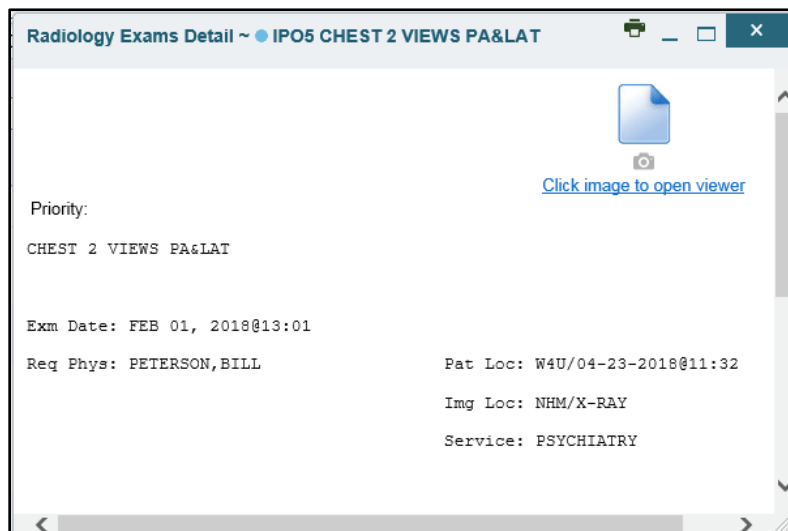 Radiology Exams Detail ~ IPO5 CHEST 2 VIEWS PA&LAT
Click image to open viewer
Priority:
CHEST 2 VIEWS PA&LAT
Exm Date: FEB 01, 2018@13:01
Req Phys: PETERSON,BILL Pat Loc: W4U/04-23-2018@11:32
Img Loc: NHM/X-RAY
Service: PSYCHIATRY